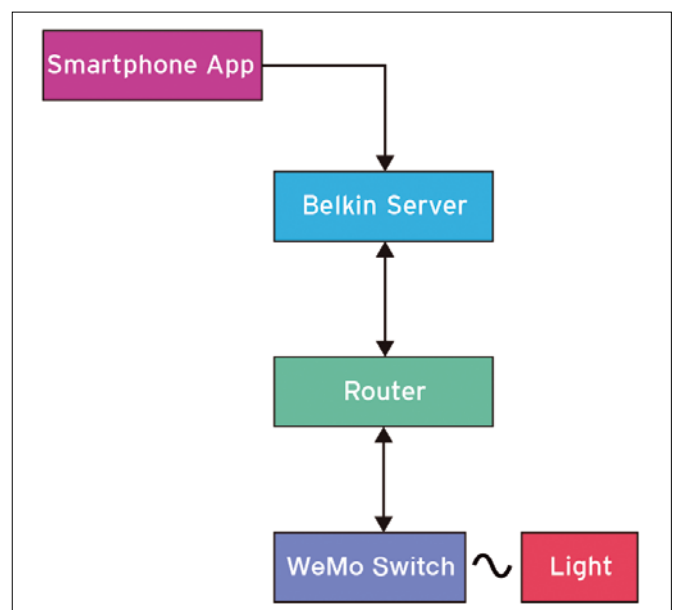 Smartphone App
Belkin Server
Router
WeMo Switch
Light